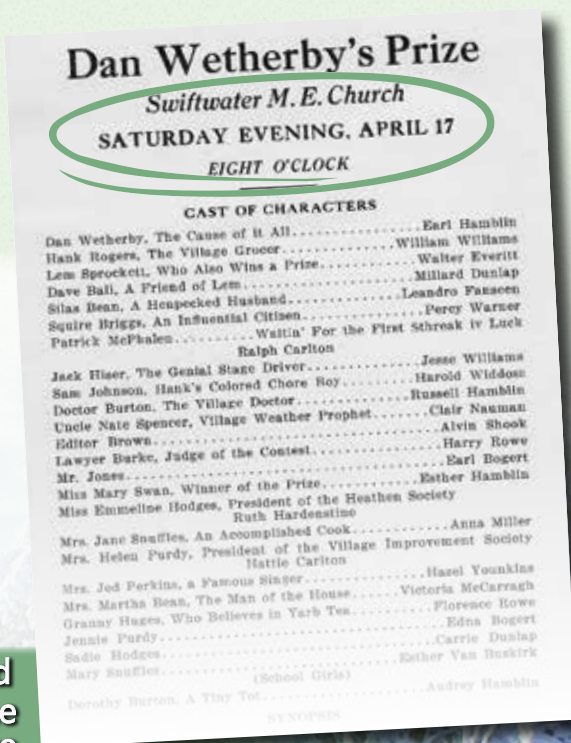 Dan Wetherby's Prize
Swiftwater M. E. Church
SATURDAY EVENING, APRIL 17
EIGHT O'CLOCK
CAST OF CHARACTERS
Dan Wetherby, The Cause of It All................Earl Hamblin
Hank Rogers, The Village Grocer..............William Williams
Lem Sprockett, Who Also Wins a Prize..........Walter Everitt
Dave Ball, A Friend of Lem.....................Millard Dunlap
Silas Bean, A Henpecked Husband..............Leandro Fanseen
Squire Briggs, An Influential Citizen...............Percy Warner
Patrick McPhalen...........Waitin' For the First Sthreak iv Luck
Ralph Carlton
Jack Hiser, The Genial Stage Driver..............Jesse Williams
Sam Johnson, Hank's Colored Chore Boy.........Harold Widdoss
Doctor Burton, The Village Doctor...............Russell Hamblin
Uncle Nate Spencer, Village Weather Prophet.......Clair Nauman
Editor Brown....................................Alvin Shook
Lawyer Burke, Judge of the Contest................Harry Rowe
Mr. Jones.........................................Earl Bogert
Miss Mary Swan, Winner of the Prize.............Esther Hamblin
Miss Emmeline Hodges, President of the Heathen Society
Ruth Hardenstine
Mrs. Jane Snuffles, An Accomplished Cook...........Anna Miller
Mrs. Helen Purdy, President of the Village Improvement Society
Hattie Carlton
Mrs. Jed Perkins, a Famous Singer...............Hazel Younkins
Mrs. Martha Bean, The Man of the House......Victoria McCarragh
Granny Huges, Who Believes in Yarb Tea..........Florence Rowe
Jennie Purdy......................................Edna Bogert
Sadie Hodges...................................Carrie Dunlap
Mary Snuffles..............................Esther Van Buskirk
(School Girls)
Dorothy Burton, A Tiny Tot.....................Audrey Hamblin
SYNOPSIS